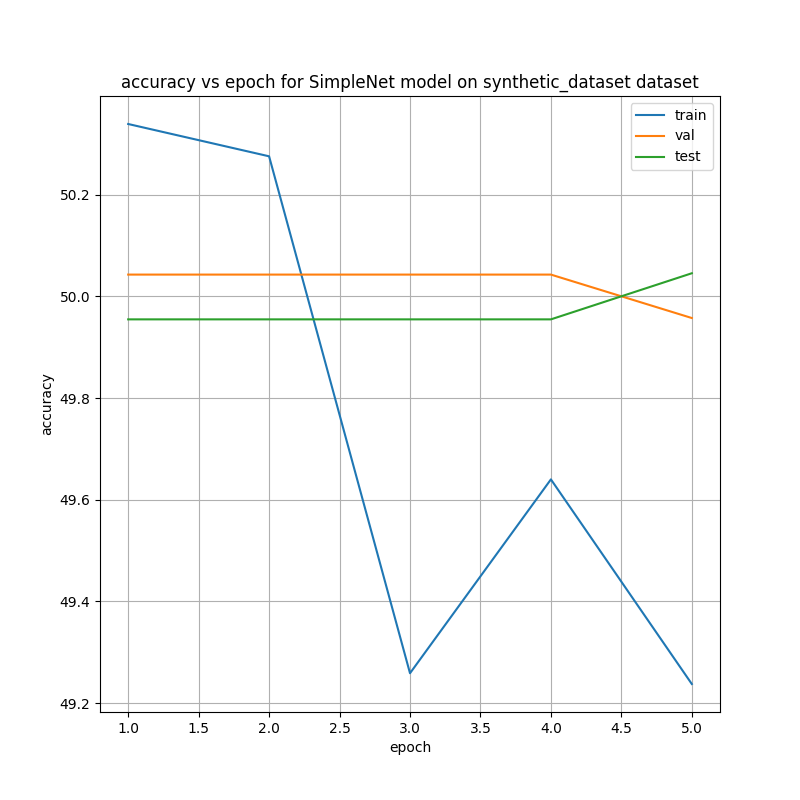 accuracy vs epoch for SimpleNet model on synthetic_dataset dataset
train
val
test
50.2
50.0
49.8
49.6
49.4
49.2
accuracy
1.0 1.5 2.0 2.5 3.0 3.5 4.0 4.5 5.0
epoch